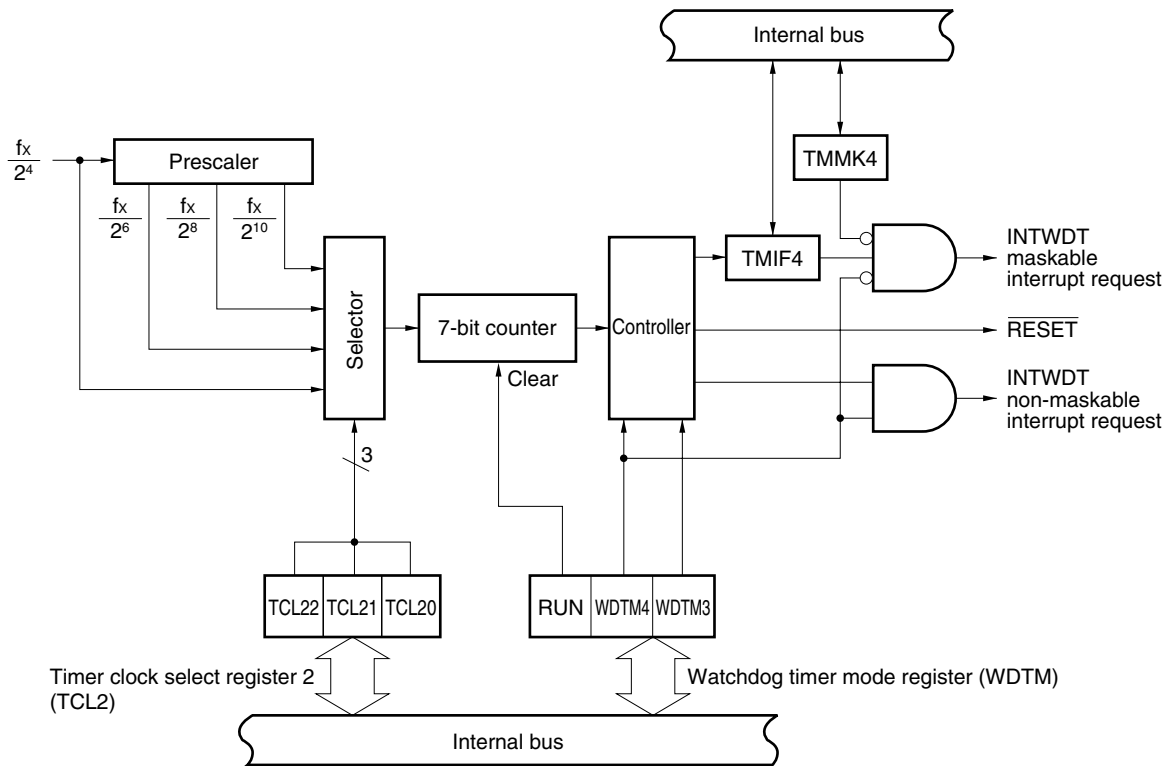 Internal bus
fX
2⁴
Prescaler
TMMK4
fX
2⁶
fX
2⁸
fX
2¹⁰
INTWDT
maskable
interrupt request
TMIF4
Selector
7-bit counter
Controller
RESET
Clear
INTWDT
non-maskable
interrupt request
3
TCL22 TCL21 TCL20
RUN WDTM4 WDTM3
Timer clock select register 2
(TCL2)
Watchdog timer mode register (WDTM)
Internal bus